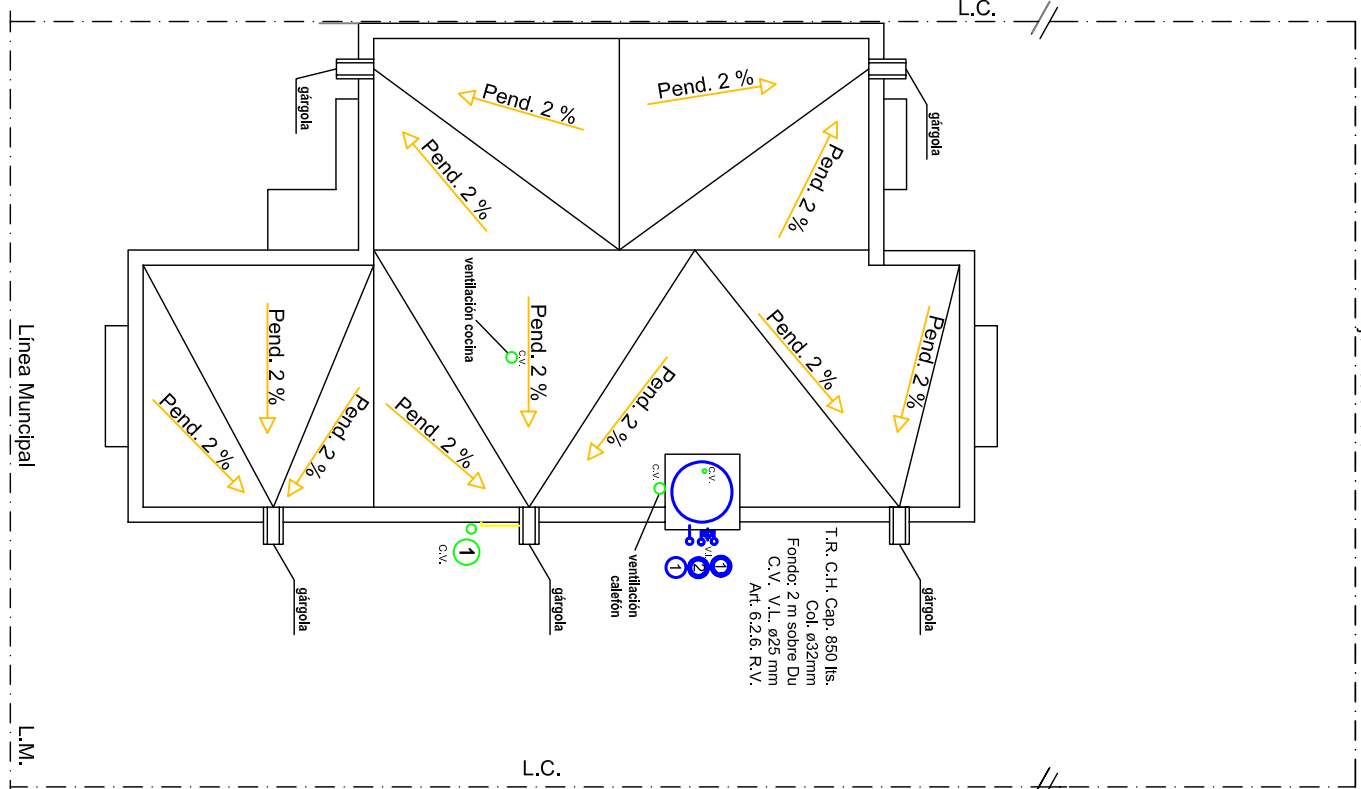 L.C.
gárgola
gárgola
Pend. 2 %
Pend. 2 %
Pend. 2 %
Pend. 2 %
ventilación cocina
C.V.
Pend. 2 %
Pend. 2 %
Pend. 2 %
Pend. 2 %
Pend. 2 %
Pend. 2 %
Pend. 2 %
Pend. 2 %
Línea Muncipal
C.V.
C.V.
1
C.V.
ventilación
calefón
V.L.
1
2
1
T.R. C.H. Cap. 850 lts.
Col. ø32mm
Fondo: 2 m sobre Du
C.V. V.L. ø25 mm
Art. 6.2.6. R.V.
gárgola
gárgola
gárgola
L.M.
L.C.